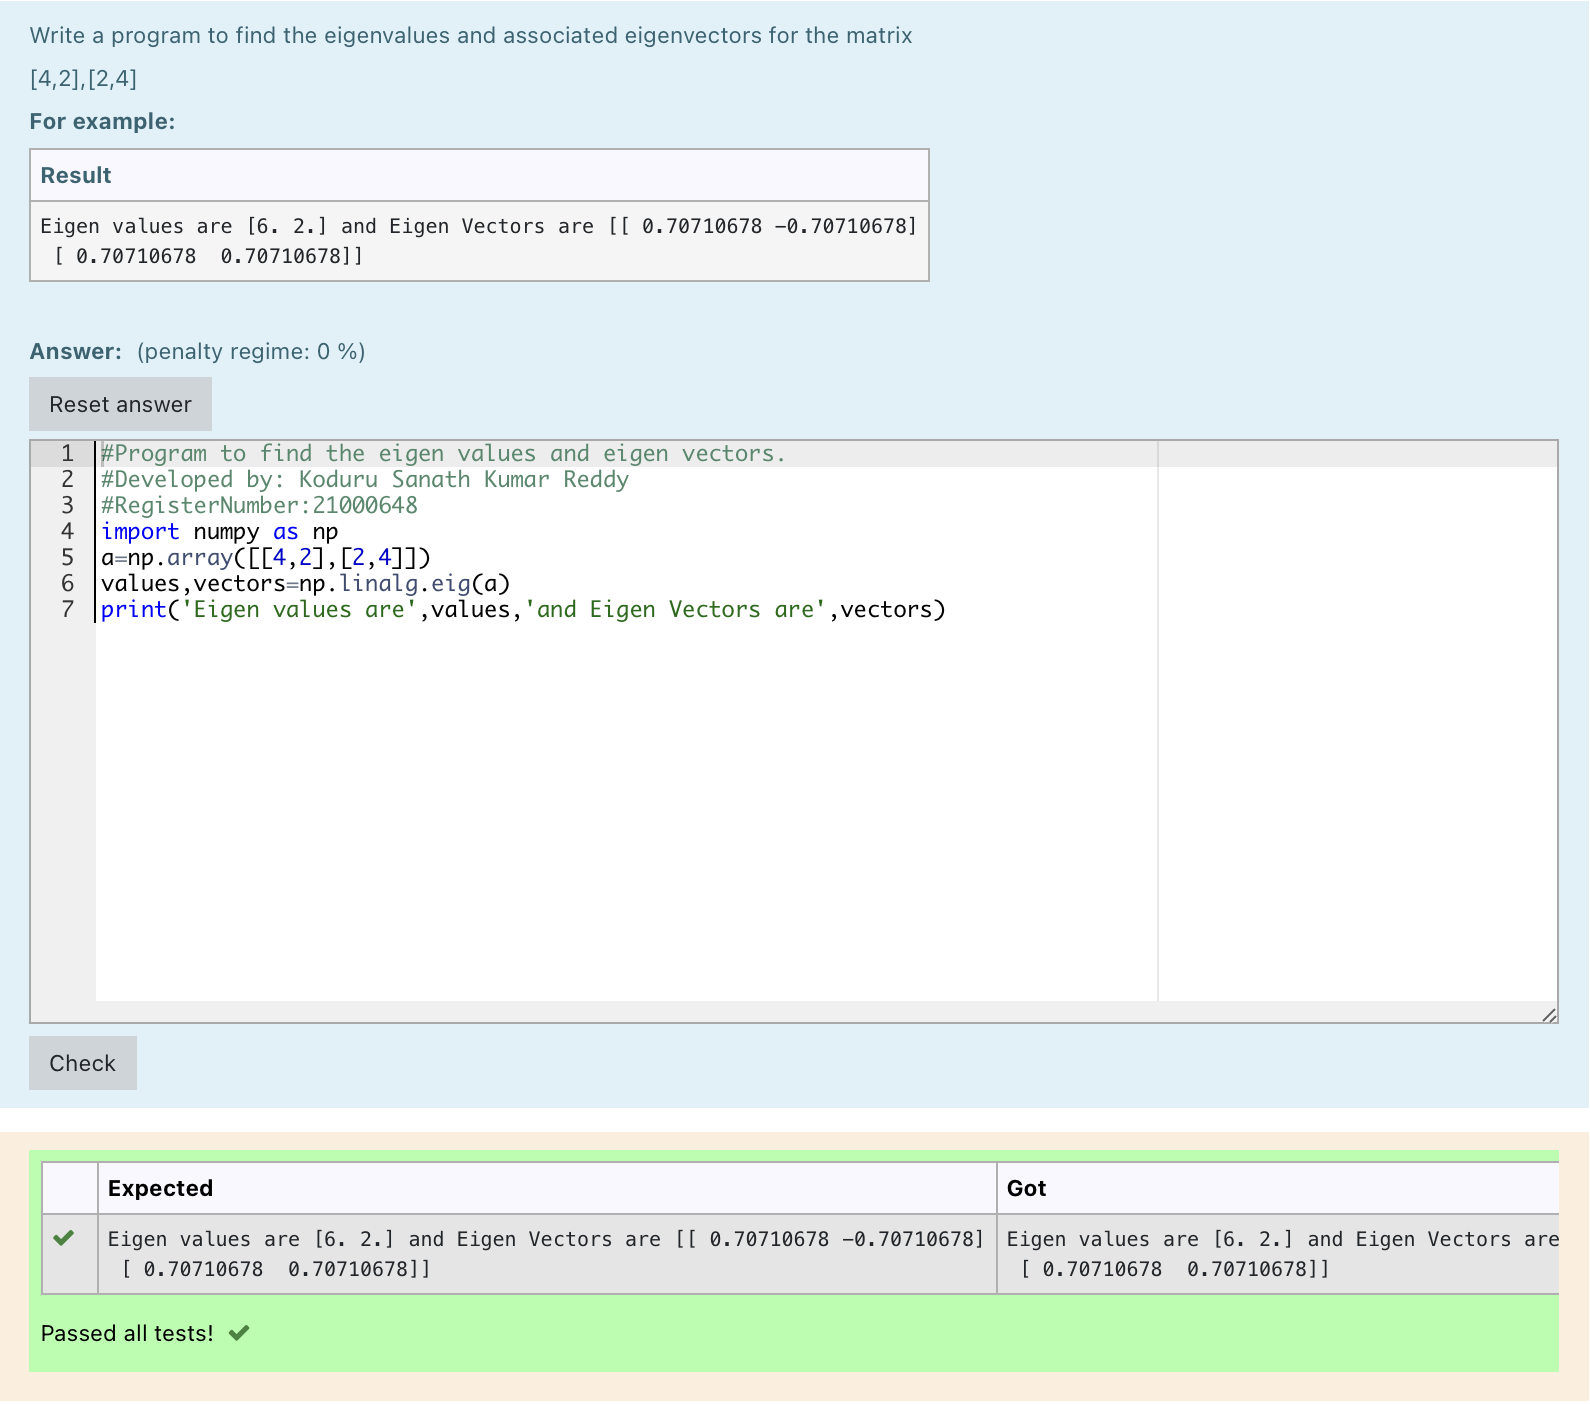 Write a program to find the eigenvalues and associated eigenvectors for the matrix
[4,2],[2,4]
For example:
Result
Eigen values are [6. 2.] and Eigen Vectors are [[ 0.70710678 -0.70710678]
 [ 0.70710678  0.70710678]]
Answer: (penalty regime: 0 %)
Reset answer
1 #Program to find the eigen values and eigen vectors.
2 #Developed by: Koduru Sanath Kumar Reddy
3 #RegisterNumber:21000648
4 import numpy as np
5 a=np.array([[4,2],[2,4]])
6 values,vectors=np.linalg.eig(a)
7 print('Eigen values are',values,'and Eigen Vectors are',vectors)
Check
Expected Got
Eigen values are [6. 2.] and Eigen Vectors are [[ 0.70710678 -0.70710678] Eigen values are [6. 2.] and Eigen Vectors are
 [ 0.70710678  0.70710678]]  [ 0.70710678  0.70710678]]
Passed all tests!